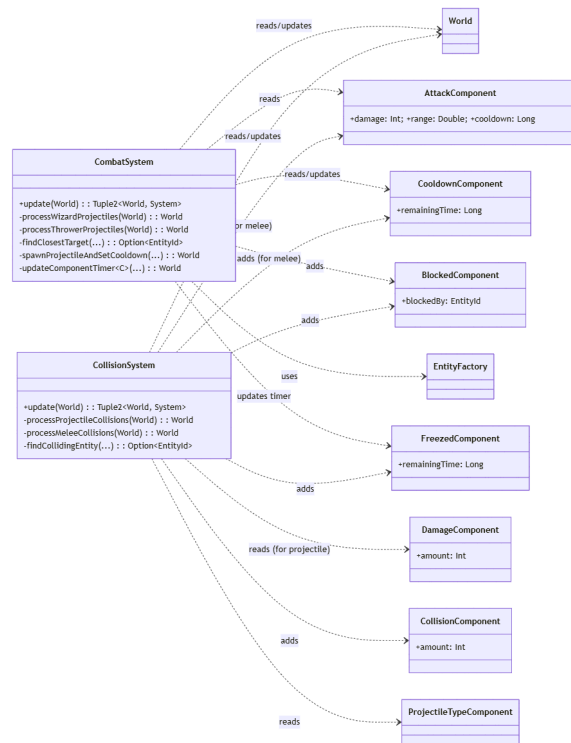 World
reads/updates
AttackComponent
+damage: Int; +range: Double; +cooldown: Long
reads
reads/updates
CombatSystem
+update(World) : : Tuple2<World, System>
-processWizardProjectiles(World) : : World
-processThrowerProjectiles(World) : : World
-findClosestTarget(...) : : Option<EntityId>
-spawnProjectileAndSetCooldown(...) : : World
-updateComponentTimer<C>(...) : : World
reads/updates
CooldownComponent
+remainingTime: Long
or melee)
adds (for melee)
adds
BlockedComponent
+blockedBy: EntityId
adds
CollisionSystem
+update(World) : : Tuple2<World, System>
-processProjectileCollisions(World) : : World
-processMeleeCollisions(World) : : World
-findCollidingEntity(...) : : Option<EntityId>
EntityFactory
uses
updates timer
FreezedComponent
+remainingTime: Long
adds
DamageComponent
+amount: Int
reads (for projectile)
CollisionComponent
+amount: Int
adds
ProjectileTypeComponent
reads